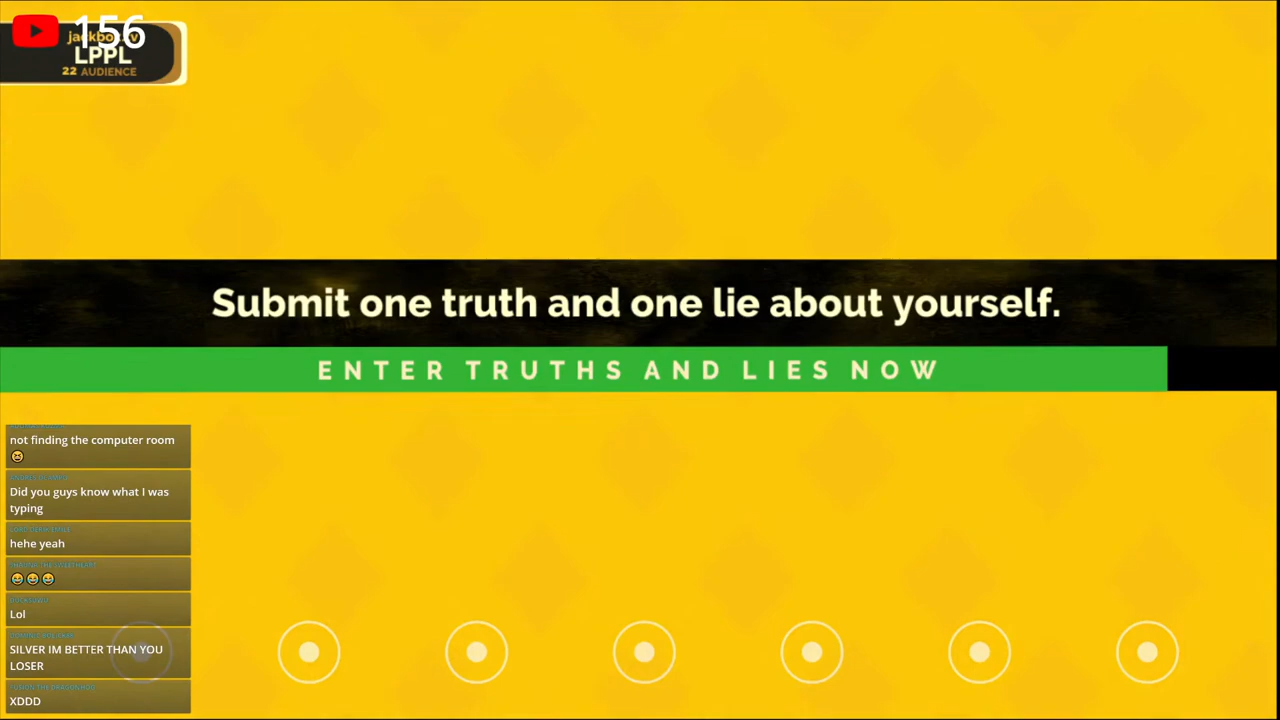 156
LPPL
22 AUDIENCE
Submit one truth and one lie about yourself.
ENTER TRUTHS AND LIES NOW
not finding the computer room
😆
Did you guys know what I was
typing
hehe yeah
😂😂😂
Lol
SILVER IM BETTER THAN YOU
LOSER
XDDD